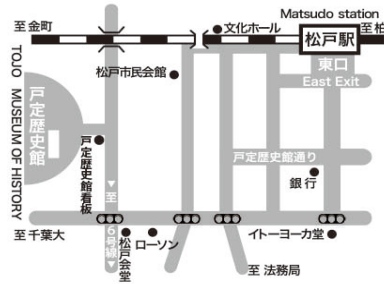 Matsudo station
至金町
文化ホール
松戸駅
至柏
松戸市民会館
東口
East Exit
戸定歴史館
TOJO MUSEUM OF HISTORY
戸定歴史館看板
戸定歴史館通り
銀行
▼至6号線▼
至千葉大
松戸会堂
ローソン
イトーヨーカ堂
至法務局